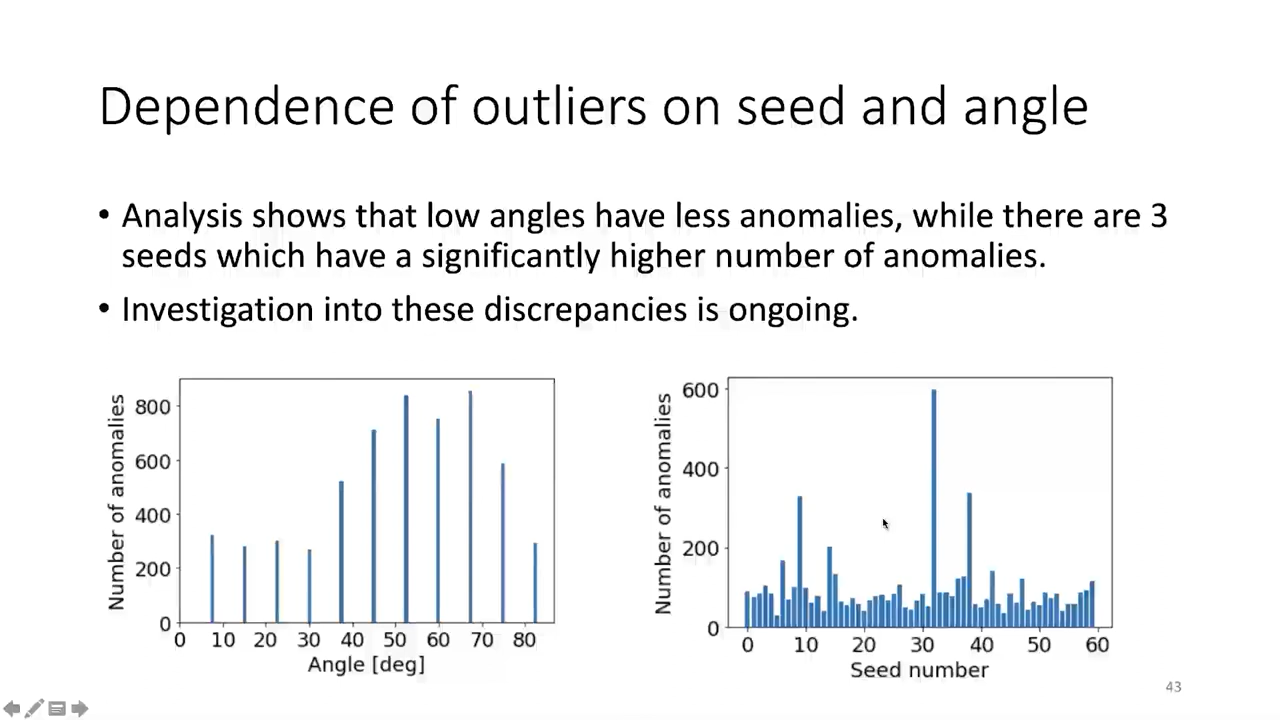 Dependence of outliers on seed and angle
• Analysis shows that low angles have less anomalies, while there are 3
seeds which have a significantly higher number of anomalies.
• Investigation into these discrepancies is ongoing.
Number of anomalies
800
600
400
200
0
0 10 20 30 40 50 60 70 80
Angle [deg]
Number of anomalies
600
400
200
0
0 10 20 30 40 50 60
Seed number
43